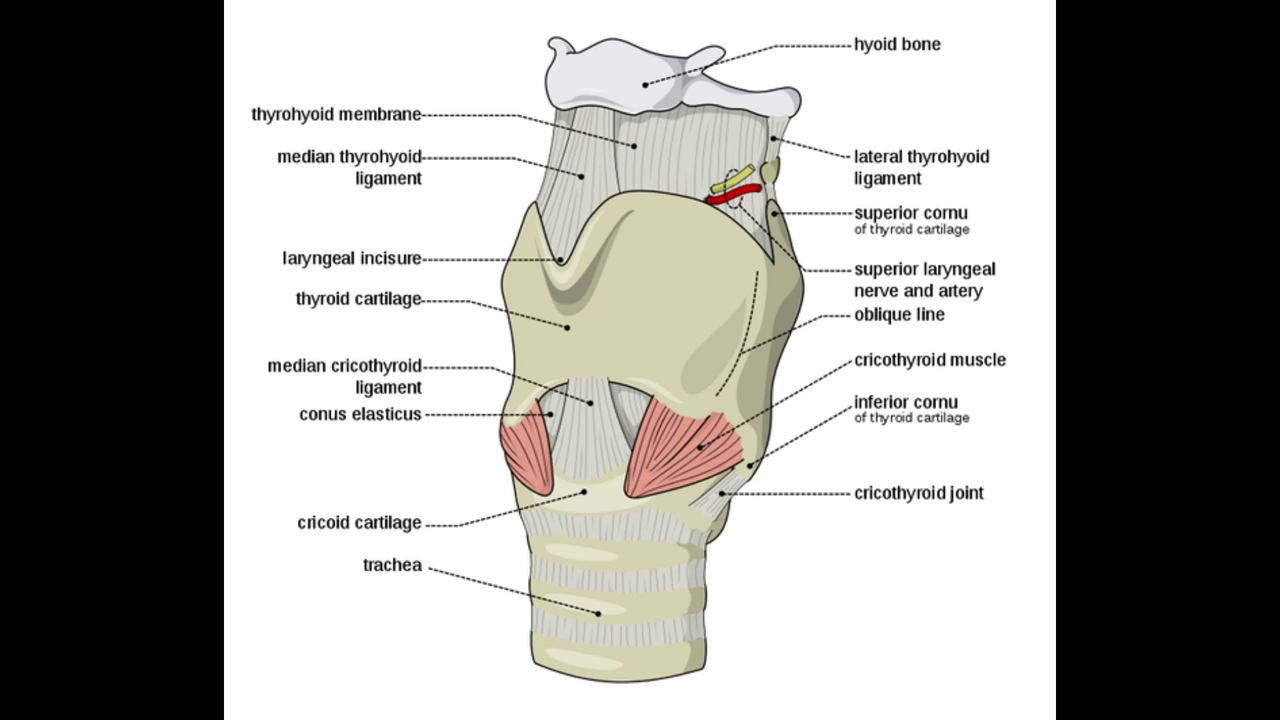 hyoid bone
thyrohyoid membrane
median thyrohyoid
ligament
lateral thyrohyoid
ligament
superior cornu
of thyroid cartilage
laryngeal incisure
superior laryngeal
nerve and artery
thyroid cartilage
oblique line
median cricothyroid
ligament
cricothyroid muscle
conus elasticus
inferior cornu
of thyroid cartilage
cricothyroid joint
cricoid cartilage
trachea